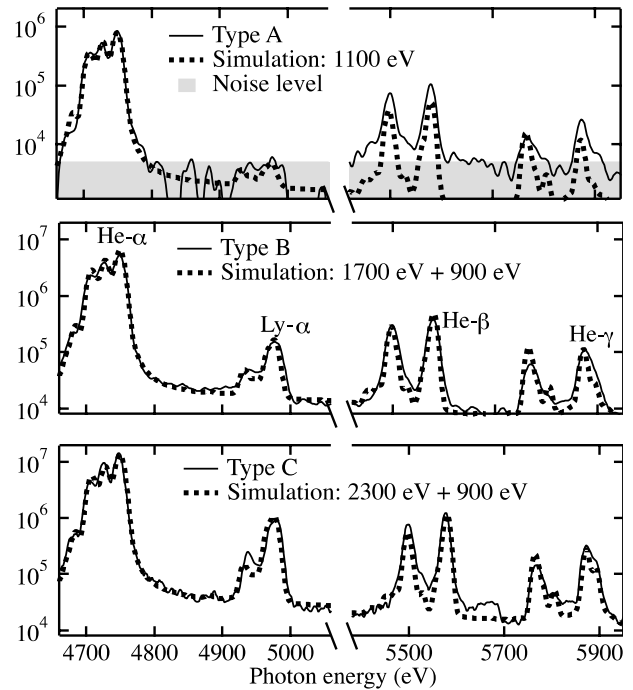 10^6
10^5
10^4
Type A
Simulation: 1100 eV
Noise level
10^7
10^6
10^5
10^4
He-α
Type B
Simulation: 1700 eV + 900 eV
Ly-α
He-β
He-γ
10^7
10^6
10^5
10^4
Type C
Simulation: 2300 eV + 900 eV
4700 4800 4900 5000 5500 5700 5900
Photon energy (eV)